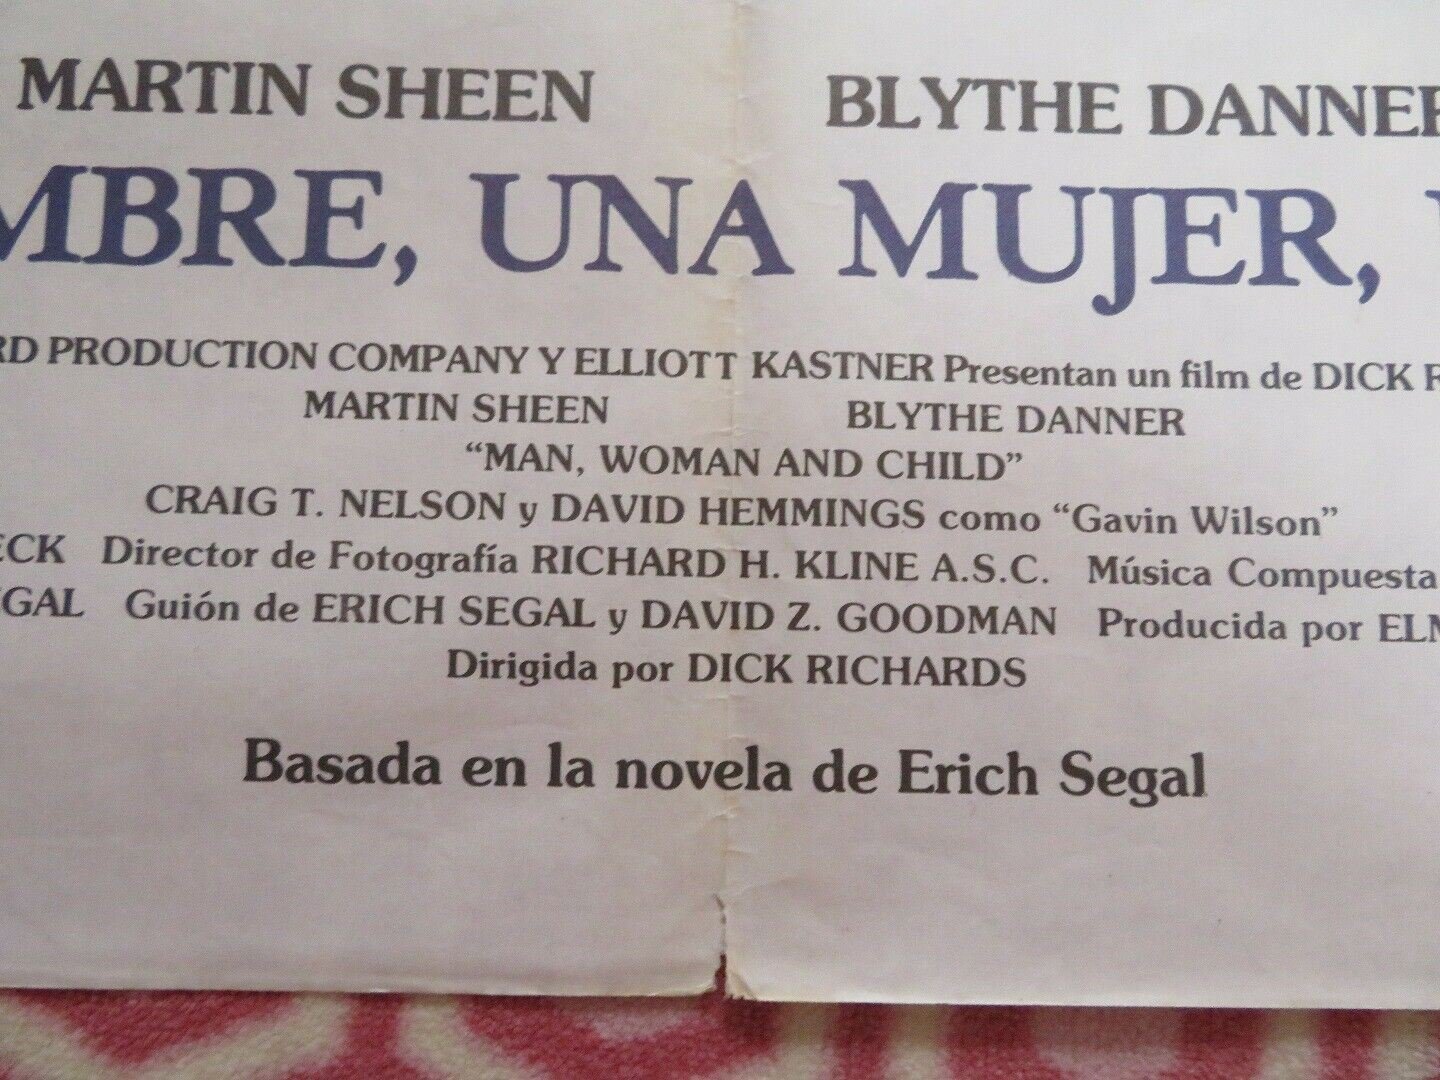 MARTIN SHEEN BLYTHE DANNER
MBRE, UNA MUJER,
RD PRODUCTION COMPANY Y ELLIOTT KASTNER Presentan un film de DICK R
MARTIN SHEEN BLYTHE DANNER
“MAN, WOMAN AND CHILD”
CRAIG T. NELSON y DAVID HEMMINGS como “Gavin Wilson”
ECK Director de Fotografía RICHARD H. KLINE A.S.C. Música Compuesta
EGAL Guión de ERICH SEGAL y DAVID Z. GOODMAN Producida por ELM
Dirigida por DICK RICHARDS
Basada en la novela de Erich Segal